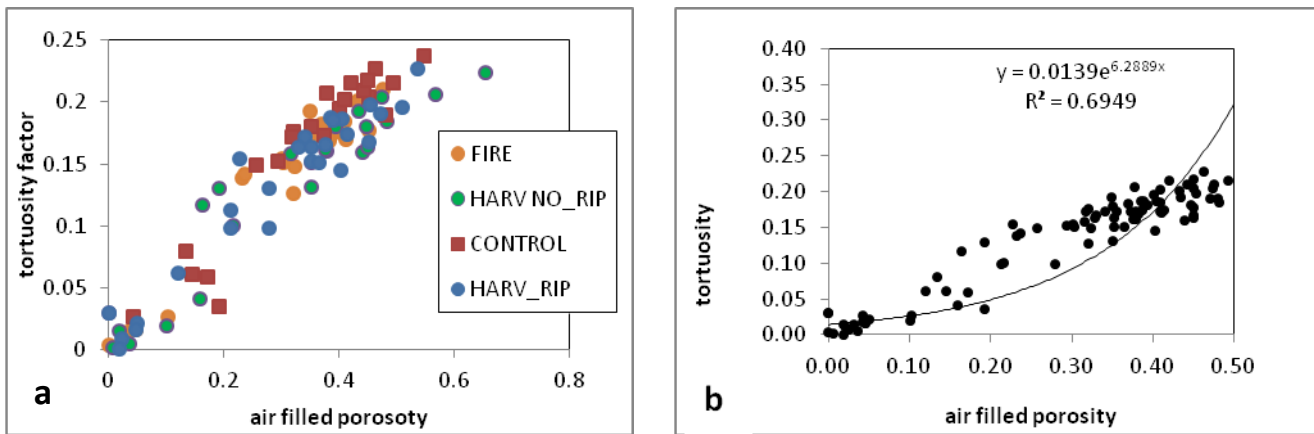 0.25
0.2
0.15
0.1
0.05
0
0 0.2 0.4 0.6 0.8
tortuosity factor
air filled porosoty
FIRE
HARV NO_RIP
CONTROL
HARV_RIP
a
0.40
0.35
0.30
0.25
0.20
0.15
0.10
0.05
0.00
0.00 0.10 0.20 0.30 0.40 0.50
tortuosity
air filled porosity
y = 0.0139e^6.2889x
R² = 0.6949
b